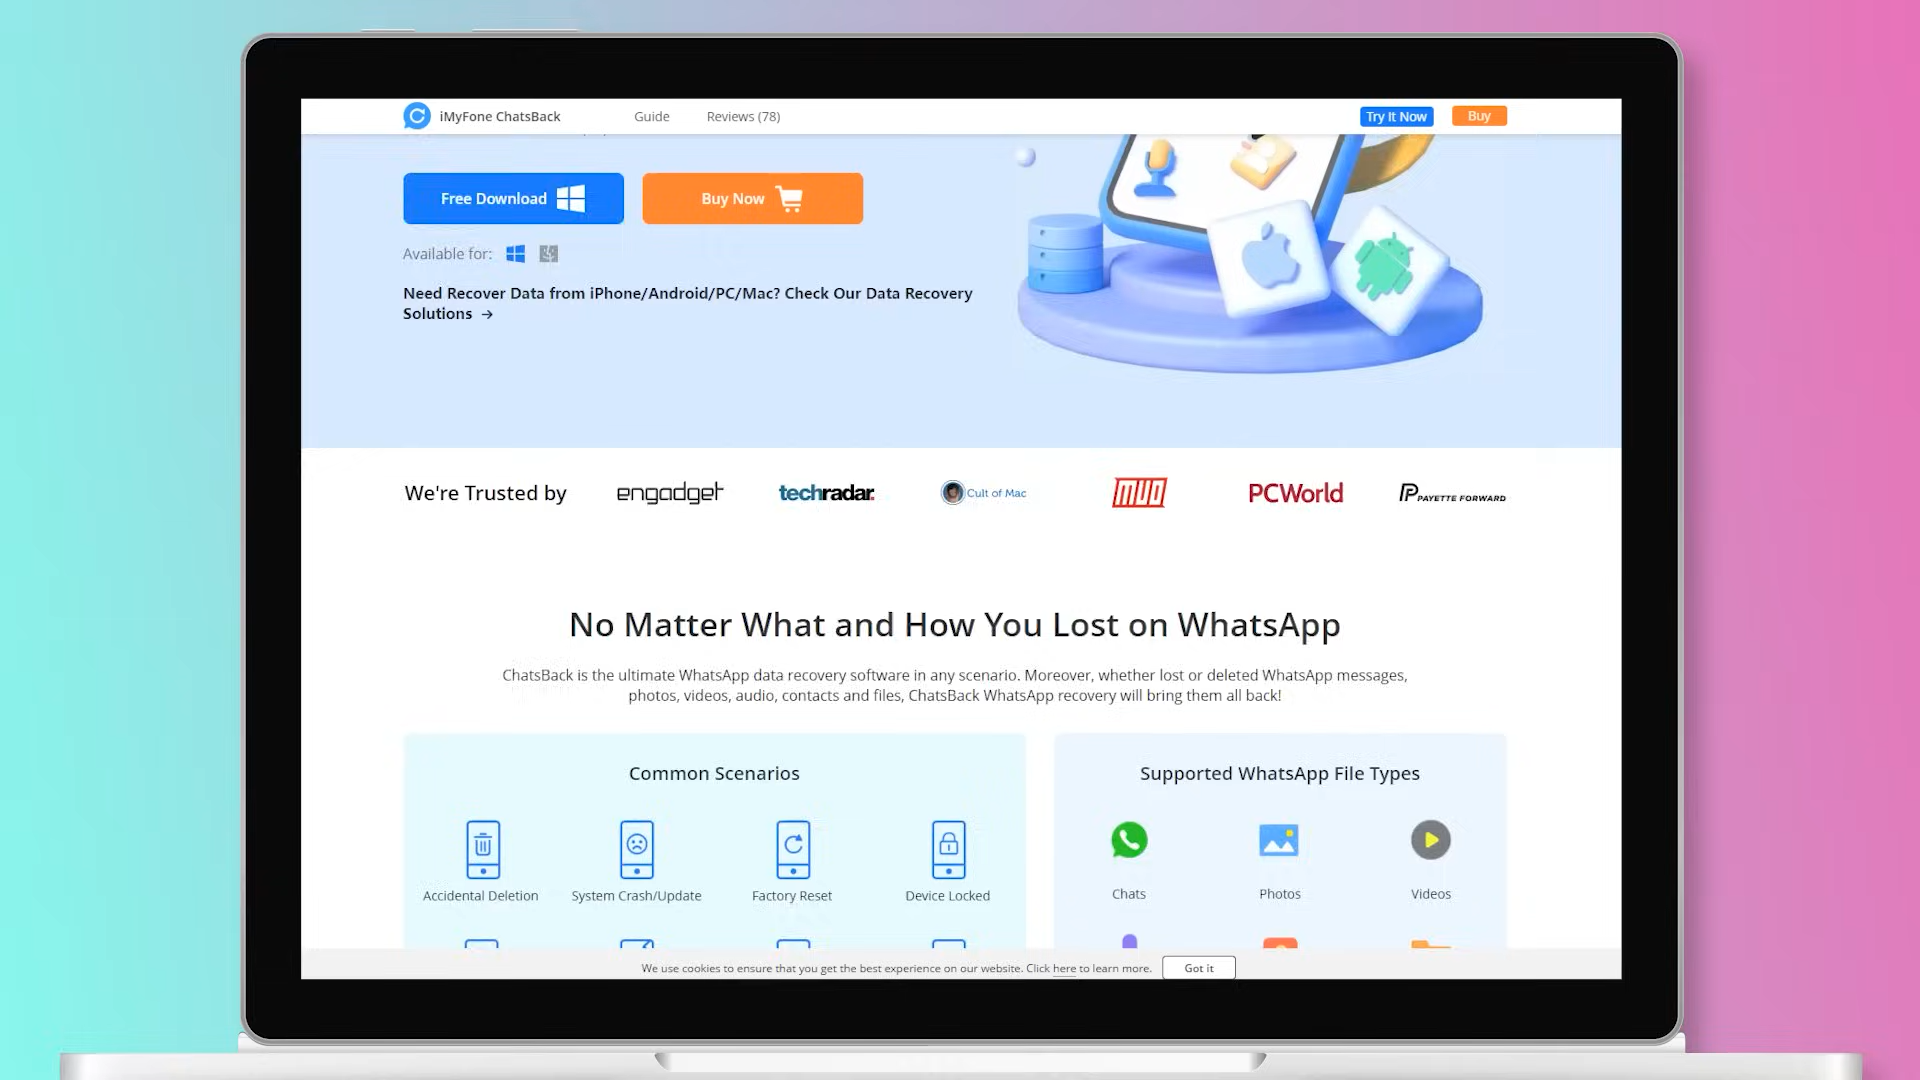 iMyFone ChatsBack
Guide
Reviews (78)
Try It Now
Buy
Free Download
Buy Now
Available for:
Need Recover Data from iPhone/Android/PC/Mac? Check Our Data Recovery
Solutions →
We're Trusted by
engadget
techradar.
Cult of Mac
MUO
PCWorld
PAYETTE FORWARD
No Matter What and How You Lost on WhatsApp
ChatsBack is the ultimate WhatsApp data recovery software in any scenario. Moreover, whether lost or deleted WhatsApp messages,
photos, videos, audio, contacts and files, ChatsBack WhatsApp recovery will bring them all back!
Common Scenarios
Accidental Deletion
System Crash/Update
Factory Reset
Device Locked
Supported WhatsApp File Types
Chats
Photos
Videos
We use cookies to ensure that you get the best experience on our website. Click here to learn more.
Got it